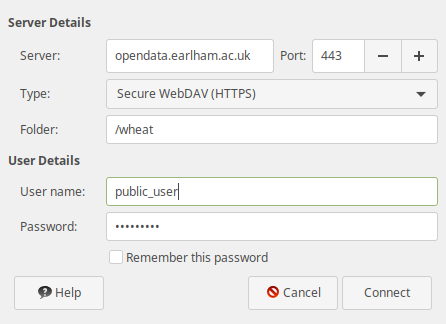 Server Details
Server: opendata.earlham.ac.uk Port: 443 − +
Type: Secure WebDAV (HTTPS)
Folder: /wheat
User Details
User name: public_user
Password: •••••••••
Remember this password
Help Cancel Connect